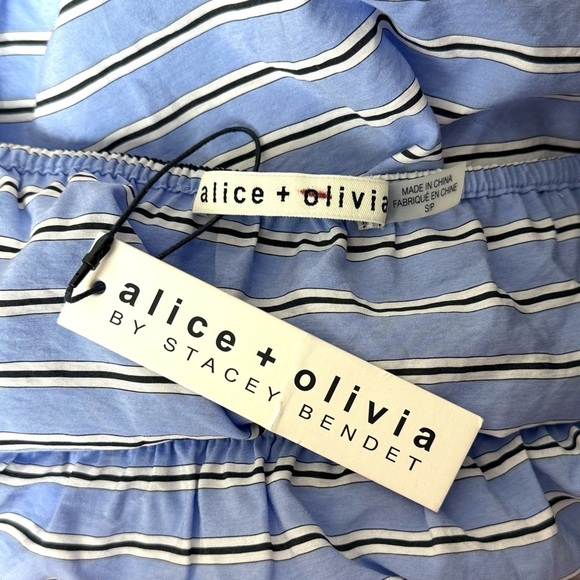 alice + olivia
MADE IN CHINA
FABRIQUÉ EN CHINE
S/P
alice + olivia
BY STACEY BENDET